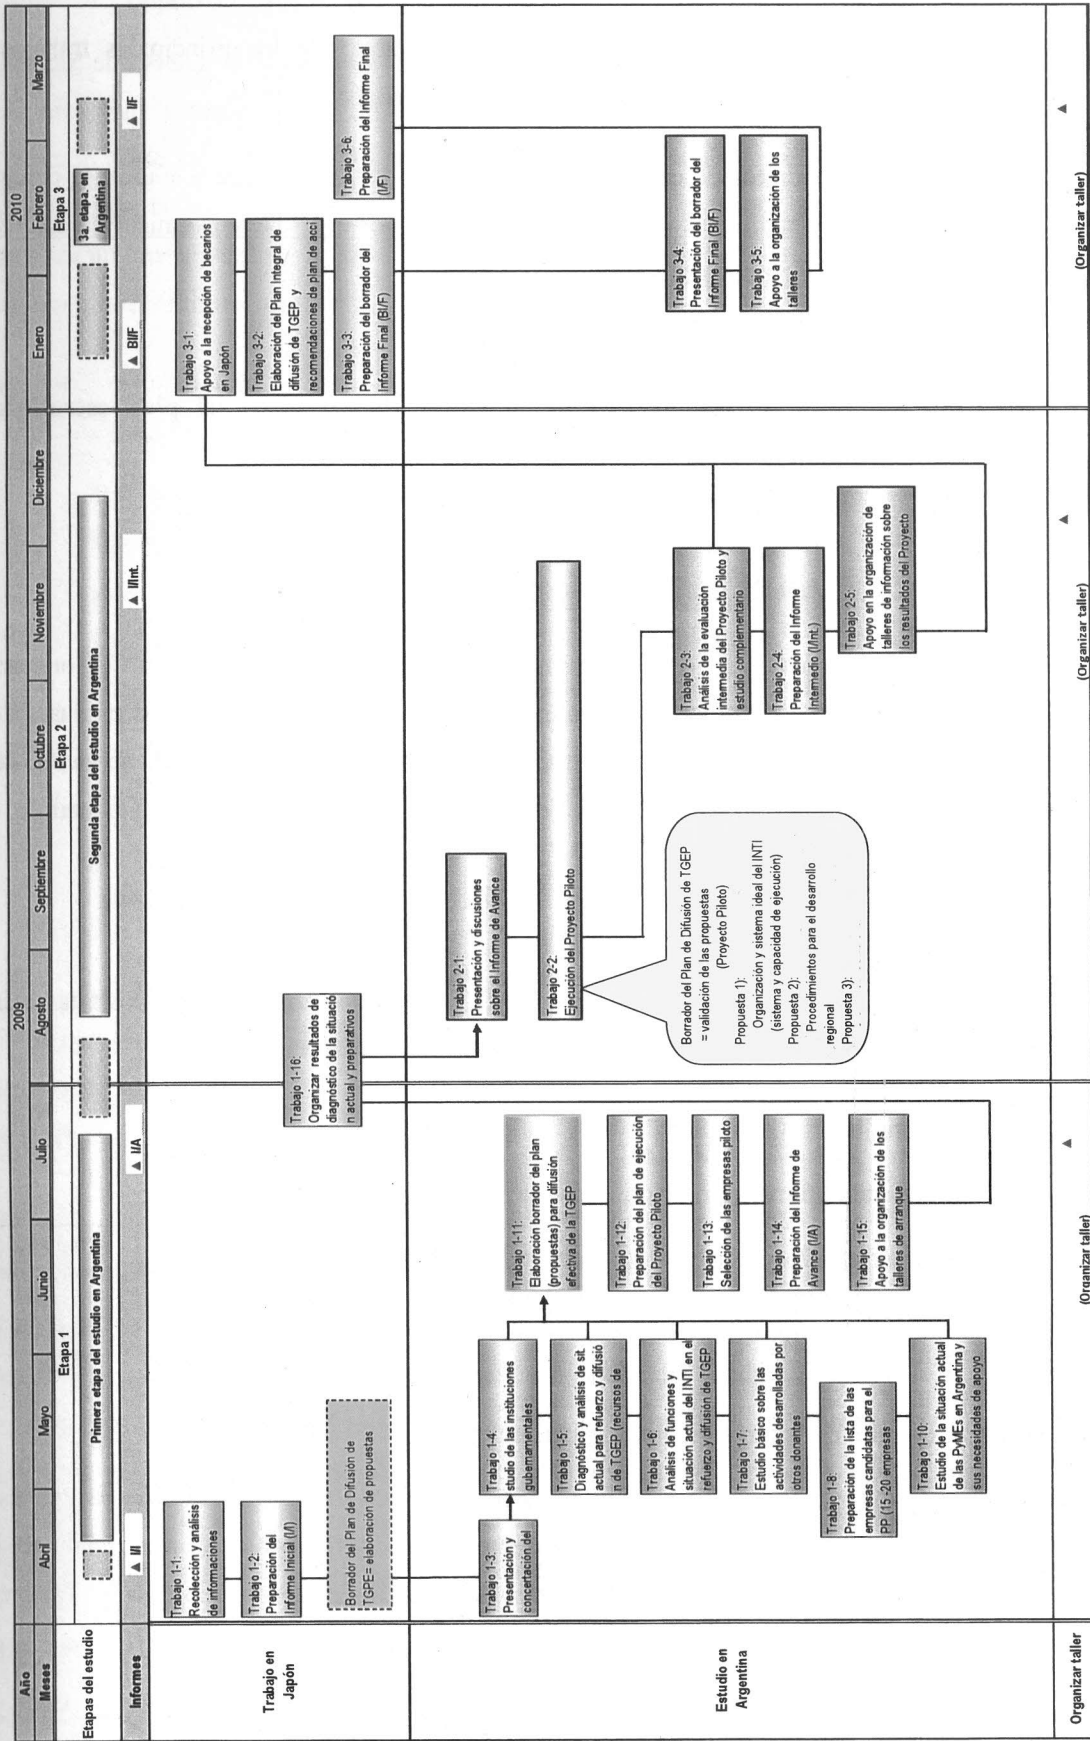 Año
2009
2010
Meses
Abril
Mayo
Junio
Julio
Agosto
Septiembre
Octubre
Noviembre
Diciembre
Enero
Febrero
Marzo
Etapas del estudio
Etapa 1
Etapa 2
Etapa 3
Primera etapa del estudio en Argentina
Segunda etapa del estudio en Argentina
3a. etapa. en
Argentina
Informes
▲ I/I
▲ I/A
▲ I/Int.
▲ BI/F
▲ I/F
Trabajo en
Japón
Trabajo 1-1:
Recolección y análisis
de informaciones
Trabajo 1-2:
Preparación del
Informe Inicial (I/I)
Borrador del Plan de Difusión de
TGPE= elaboración de propuestas
Trabajo 1-16:
Organizar resultados de
diagnóstico de la situació
n actual y preparativos
Trabajo 3-1:
Apoyo a la recepción de becarios
en Japón
Trabajo 3-2:
Elaboración del Plan Integral de
difusión de TGEP y
recomendaciones de plan de acci
Trabajo 3-3:
Preparación del borrador del
Informe Final (BI/F)
Trabajo 3-6:
Preparación del Informe Final
(I/F)
Estudio en
Argentina
Trabajo 1-3:
Presentación y
concertación del
Trabajo 1-4:
studio de las instituciones
gubernamentales
Trabajo 1-5:
Diagnóstico y análisis de sit.
actual para refuerzo y difusió
n de TGEP (recursos de
Trabajo 1-6:
Análisis de funciones y
situación actual del INTI en el
refuerzo y difusión de TGEP
Trabajo 1-7:
Estudio básico sobre las
actividades desarrolladas por
otros donantes
Trabajo 1-8:
Preparación de la lista de las
empresas candidatas para el
PP (15 -20 empresas
Trabajo 1-10:
Estudio de la situación actual
de las PyMEs en Argentina y
sus necesidades de apoyo
Trabajo 1-11:
Elaboración borrador del plan
(propuestas) para difusión
efectiva de la TGEP
Trabajo 1-12:
Preparación del plan de ejecución
del Proyecto Piloto
Trabajo 1-13:
Selección de las empresas piloto
Trabajo 1-14:
Preparación del Informe de
Avance (I/A)
Trabajo 1-15:
Apoyo a la organización de los
talleres de arranque
Trabajo 2-1:
Presentación y discusiones
sobre el Informe de Avance
Trabajo 2-2:
Ejecución del Proyecto Piloto
Borrador del Plan de Difusión de TGEP
= validación de las propuestas
(Proyecto Piloto)
Propuesta 1):
Organización y sistema ideal del INTI
(sistema y capacidad de ejecución)
Propuesta 2):
Procedimientos para el desarrollo
regional
Propuesta 3):
Trabajo 2-3:
Análisis de la evaluación
intermedia del Proyecto Piloto y
estudio complementario
Trabajo 2-4:
Preparación del Informe
Intermedio (I/Int.)
Trabajo 2-5:
Apoyo en la organización de
talleres de información sobre
los resultados del Proyecto
Trabajo 3-4:
Presentación del borrador del
Informe Final (BI/F)
Trabajo 3-5:
Apoyo a la organización de los
talleres
Organizar taller
▲
(Organizar taller)
▲
(Organizar taller)
▲
(Organizar taller)